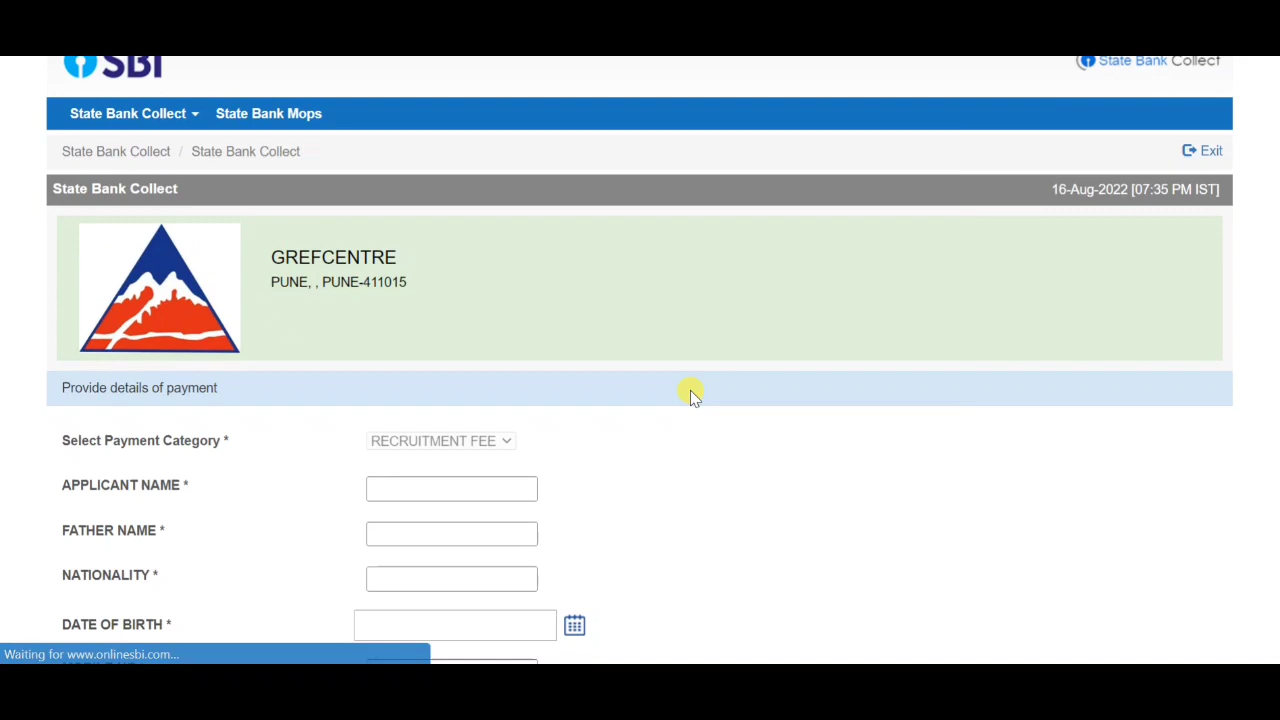 SBI
State Bank Collect
State Bank Collect State Bank Mops
State Bank Collect / State Bank Collect Exit
State Bank Collect 16-Aug-2022 [07:35 PM IST]
GREFCENTRE
PUNE, , PUNE-411015
Provide details of payment
Select Payment Category * RECRUITMENT FEE
APPLICANT NAME *
FATHER NAME *
NATIONALITY *
DATE OF BIRTH *
Waiting for www.onlinesbi.com...